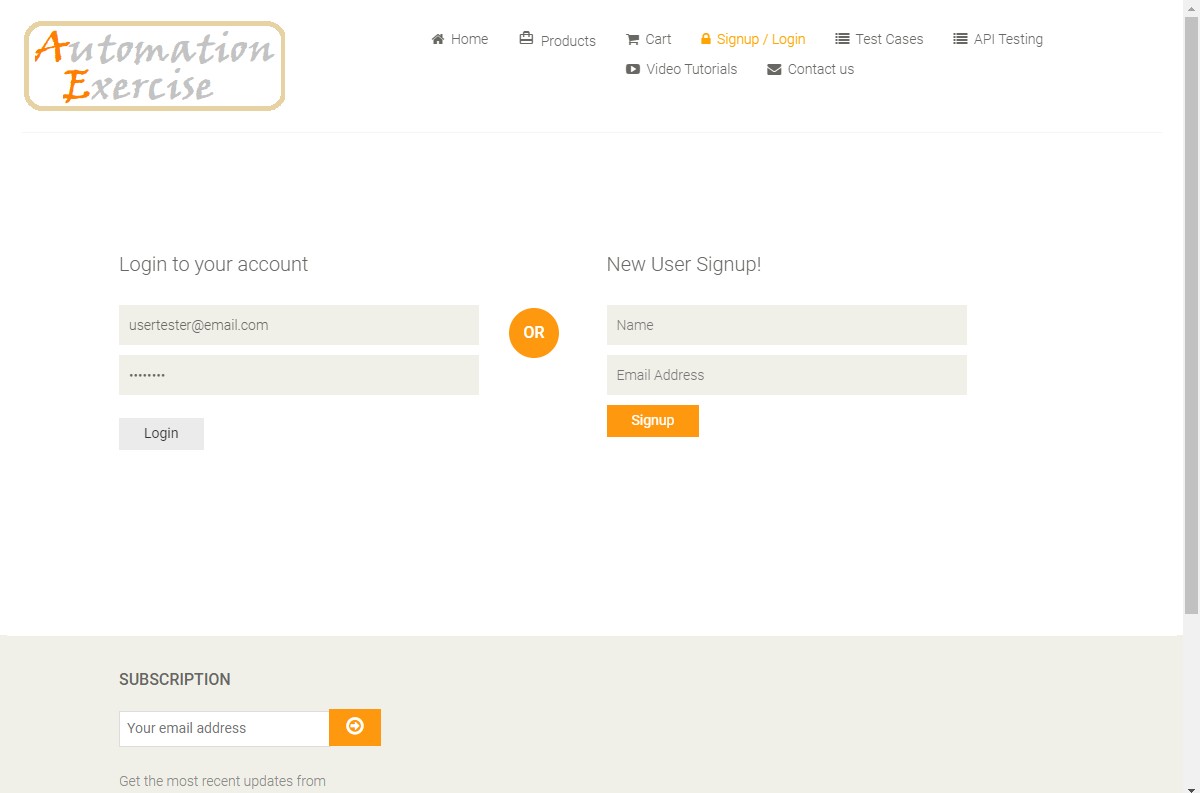 Automation
Exercise
Home
Products
Cart
Signup / Login
Test Cases
API Testing
Video Tutorials
Contact us
Login to your account
New User Signup!
usertester@email.com
OR
Name
••••••••
Email Address
Login
Signup
SUBSCRIPTION
Your email address
Get the most recent updates from